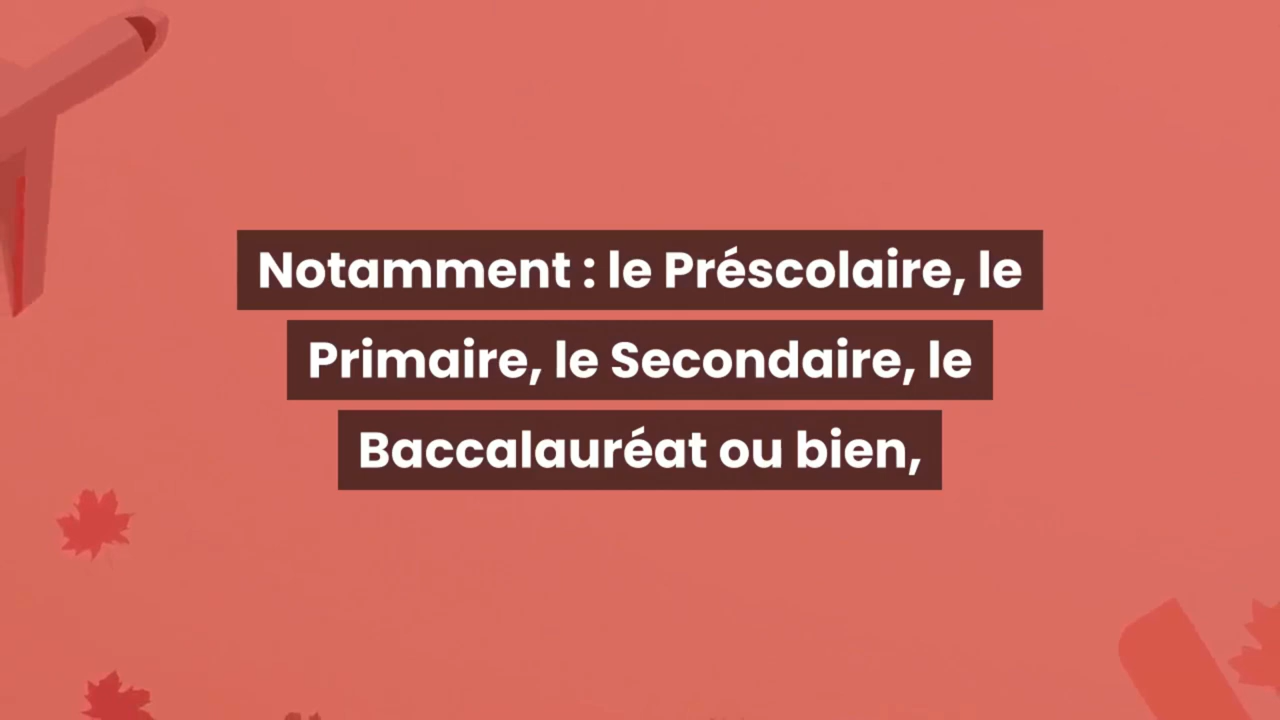 Notamment : le Préscolaire, le
Primaire, le Secondaire, le
Baccalauréat ou bien,